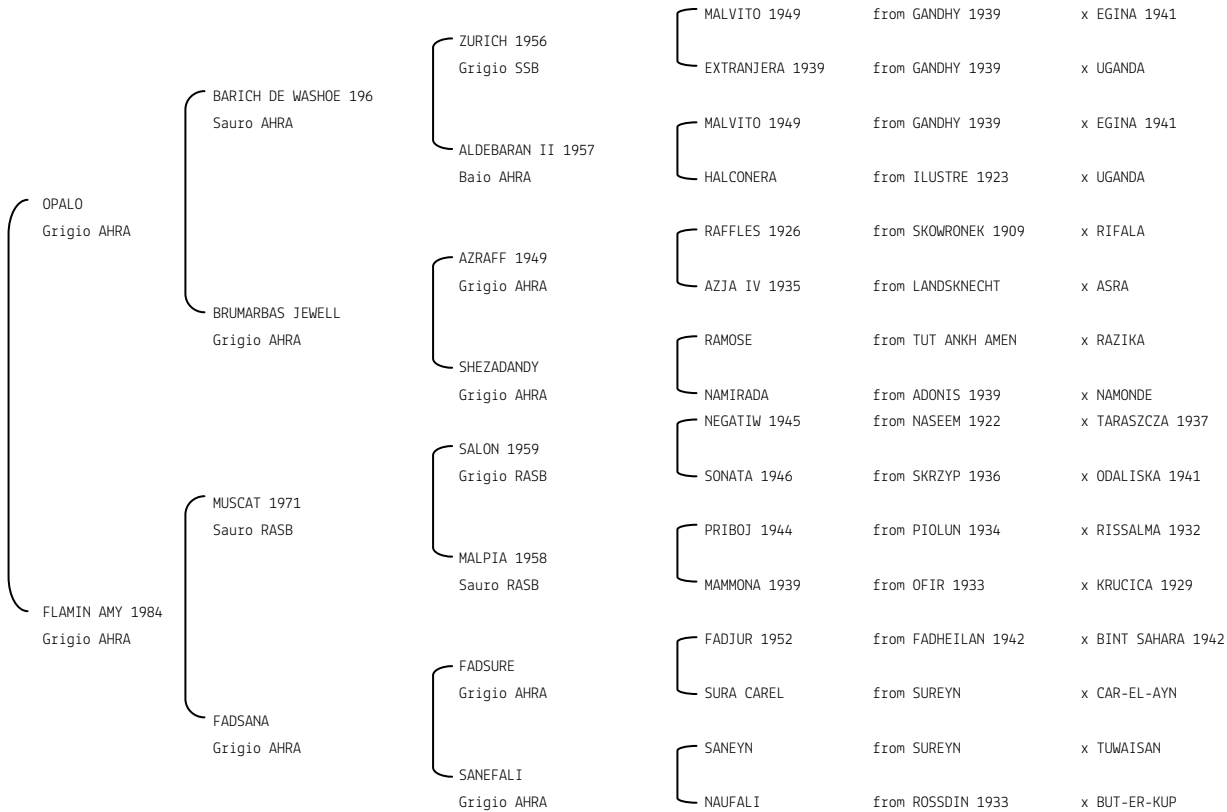 MALVITO 1949 from GANDHY 1939 x EGINA 1941
ZURICH 1956
Grigio SSB EXTRANJERA 1939 from GANDHY 1939 x UGANDA
BARICH DE WASHOE 196
Sauro AHRA MALVITO 1949 from GANDHY 1939 x EGINA 1941
ALDEBARAN II 1957
Baio AHRA HALCONERA from ILUSTRE 1923 x UGANDA
OPALO
Grigio AHRA RAFFLES 1926 from SKOWRONEK 1909 x RIFALA
AZRAFF 1949
Grigio AHRA AZJA IV 1935 from LANDSKNECHT x ASRA
BRUMARBAS JEWELL
Grigio AHRA RAMOSE from TUT ANKH AMEN x RAZIKA
SHEZADANDY
Grigio AHRA NAMIRADA from ADONIS 1939 x NAMONDE
NEGATIW 1945 from NASEEM 1922 x TARASZCZA 1937
SALON 1959
Grigio RASB SONATA 1946 from SKRZYP 1936 x ODALISKA 1941
MUSCAT 1971
Sauro RASB PRIBOJ 1944 from PIOLUN 1934 x RISSALMA 1932
MALPIA 1958
Sauro RASB MAMMONA 1939 from OFIR 1933 x KRUCICA 1929
FLAMIN AMY 1984
Grigio AHRA FADJUR 1952 from FADHEILAN 1942 x BINT SAHARA 1942
FADSURE
Grigio AHRA SURA CAREL from SUREYN x CAR-EL-AYN
FADSANA
Grigio AHRA SANEYN from SUREYN x TUWAISAN
SANEFALI
Grigio AHRA NAUFALI from ROSSDIN 1933 x BUT-ER-KUP